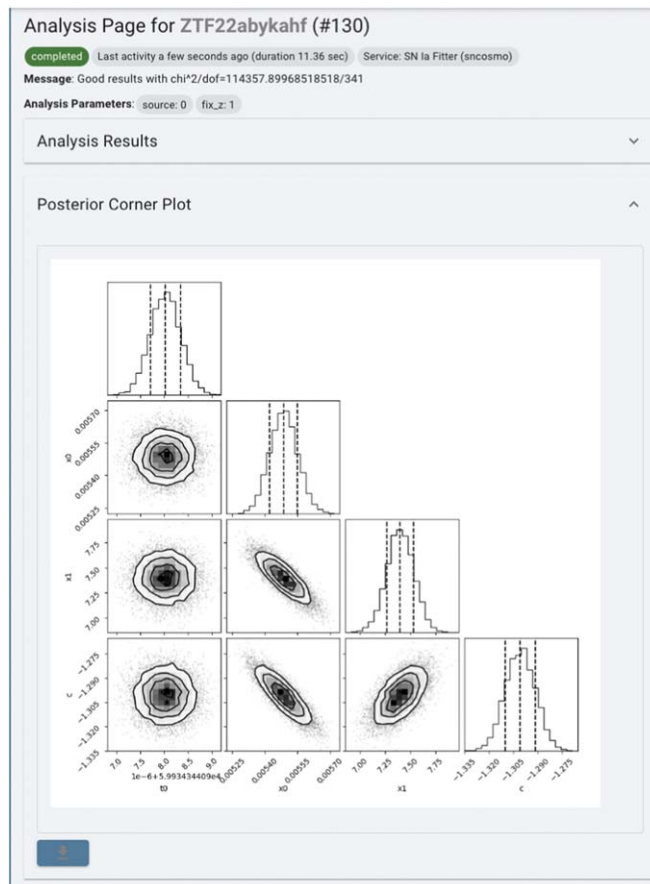 Analysis Page for ZTF22abykahf (#130)
completed Last activity a few seconds ago (duration 11.36 sec) Service: SN Ia Fitter (sncosmo)
Message: Good results with chi^2/dof=114357.89968518518/341
Analysis Parameters: source: 0 fix_z: 1
Analysis Results
Posterior Corner Plot
0.00570
0.00555
0.00540
0.00525
x0
7.75
7.50
7.25
7.00
x1
−1.275
−1.290
−1.305
−1.320
−1.335
c
7.0 7.5 8.0 8.5 9.0
1e−6+5.993434409e4
t0
0.00525 0.00540 0.00555 0.00570
x0
7.00 7.25 7.50 7.75
x1
−1.335 −1.320 −1.305 −1.290 −1.275
c